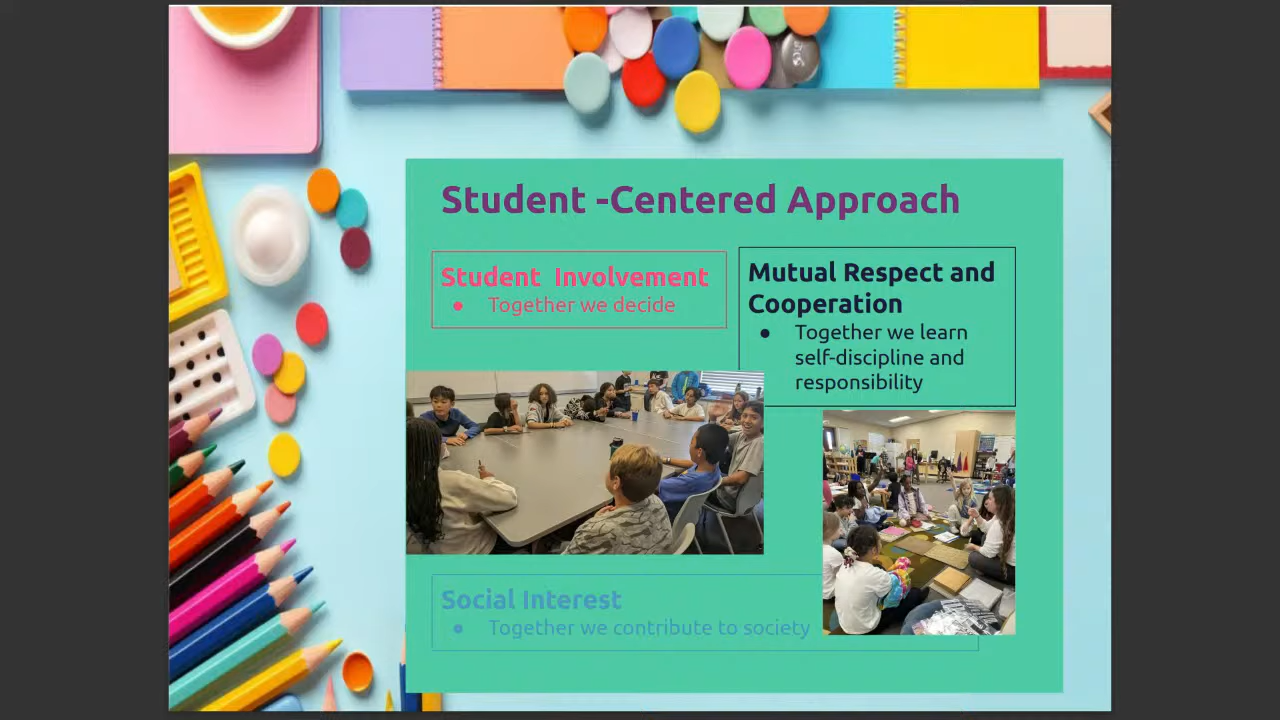 Student -Centered Approach
Student  Involvement
● Together we decide
Mutual Respect and
Cooperation
● Together we learn
self-discipline and
responsibility
Social Interest
● Together we contribute to society